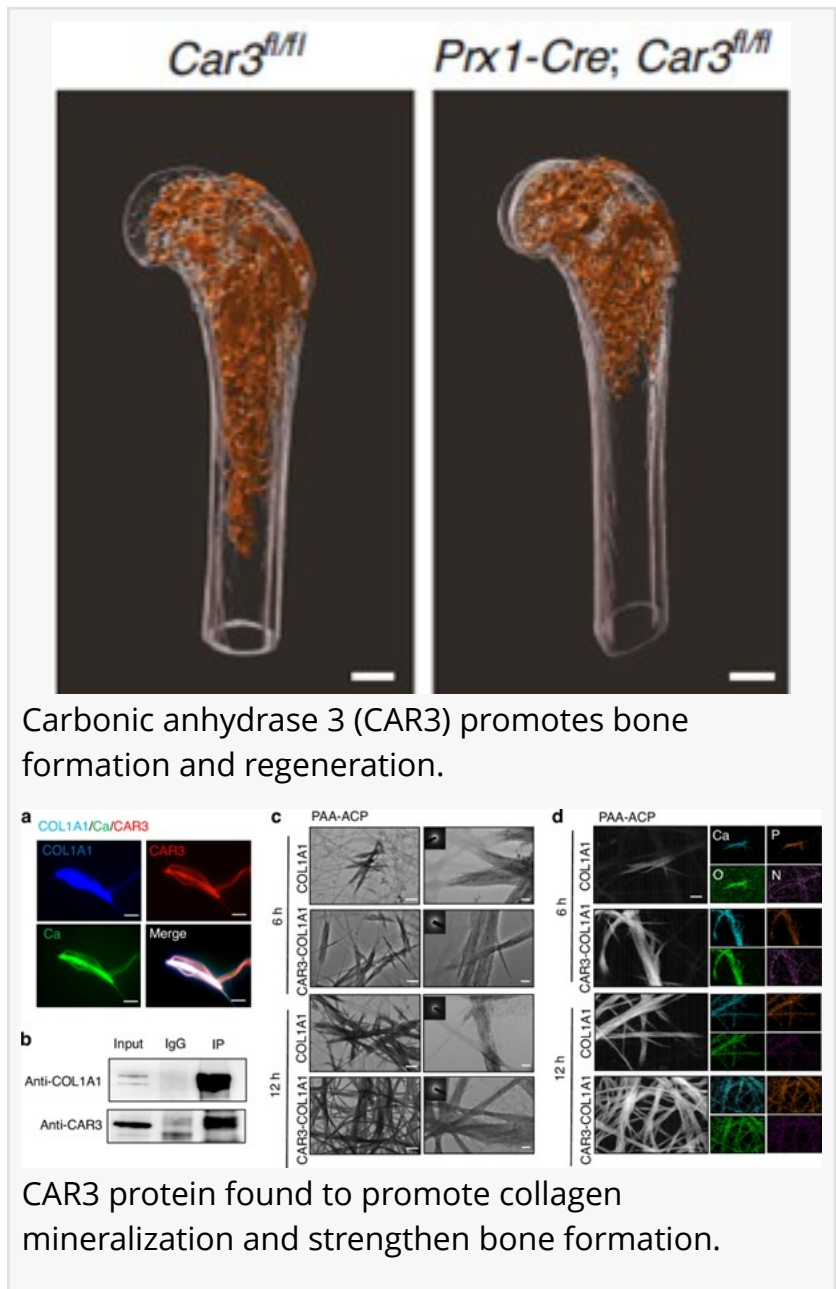 Car3fl/fl
Prx1-Cre; Car3fl/fl
Carbonic anhydrase 3 (CAR3) promotes bone
formation and regeneration.
a
COL1A1/Ca/CAR3
COL1A1
CAR3
Ca
Merge
b
Input IgG IP
Anti-COL1A1
Anti-CAR3
c
PAA-ACP
6 h
COL1A1
CAR3-COL1A1
12 h
COL1A1
CAR3-COL1A1
d
PAA-ACP
6 h
COL1A1
Ca P
O N
CAR3-COL1A1
12 h
COL1A1
CAR3-COL1A1
CAR3 protein found to promote collagen
mineralization and strengthen bone formation.